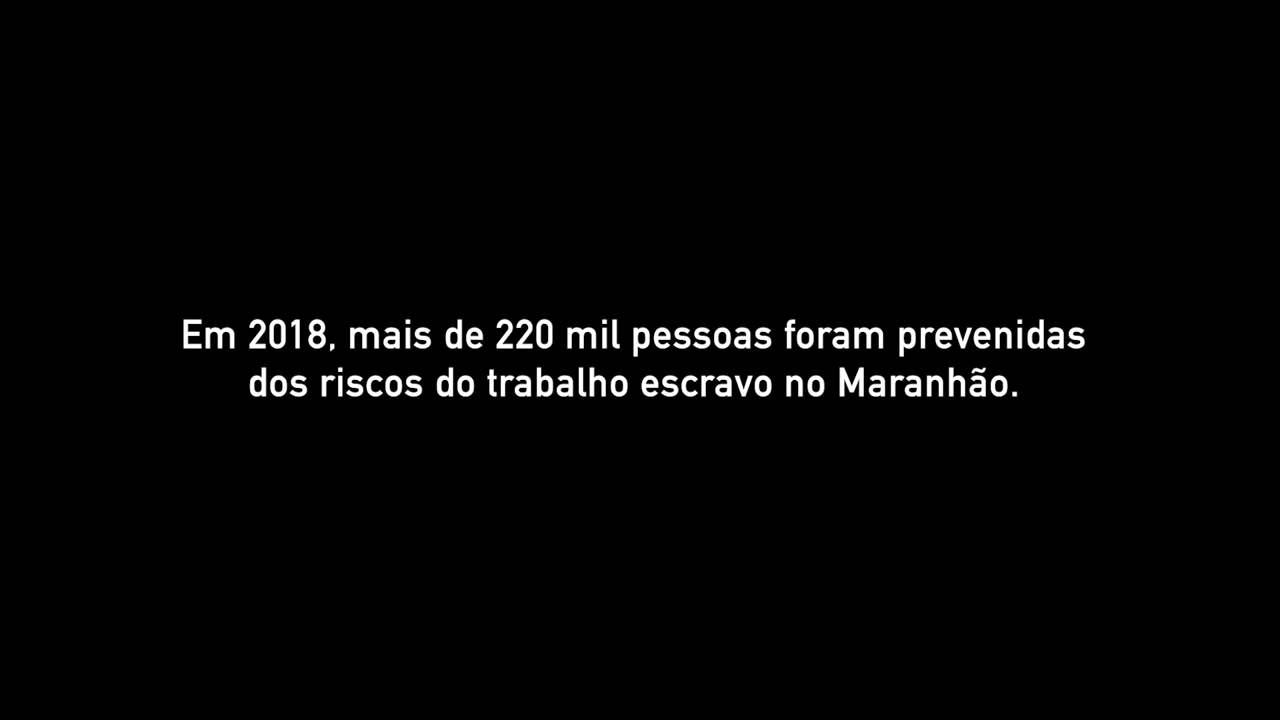 Em 2018, mais de 220 mil pessoas foram prevenidas
dos riscos do trabalho escravo no Maranhão.